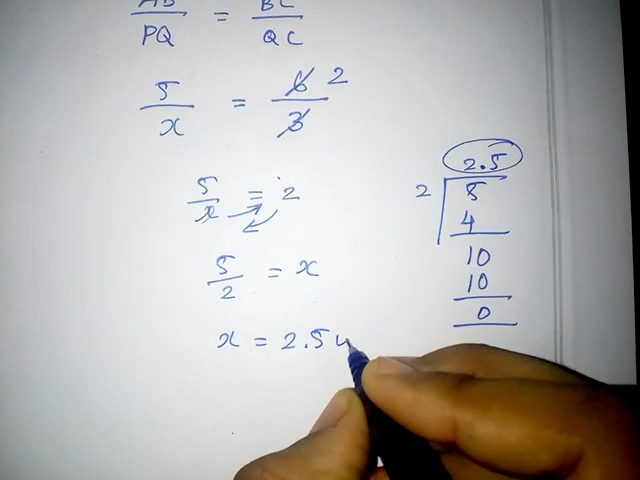 AB/PQ = BC/QC
5/x = 6/3 2
5/x = 2
5/2 = x
x = 2.5 u
2.5
2 5
4
10
10
0